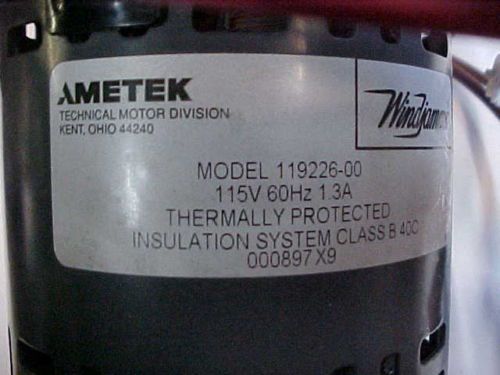 AMETEK
TECHNICAL MOTOR DIVISION
KENT, OHIO 44240
Windjammer
MODEL 119226-00
115V 60Hz 1.3A
THERMALLY PROTECTED
INSULATION SYSTEM CLASS B 40C
000897 X9